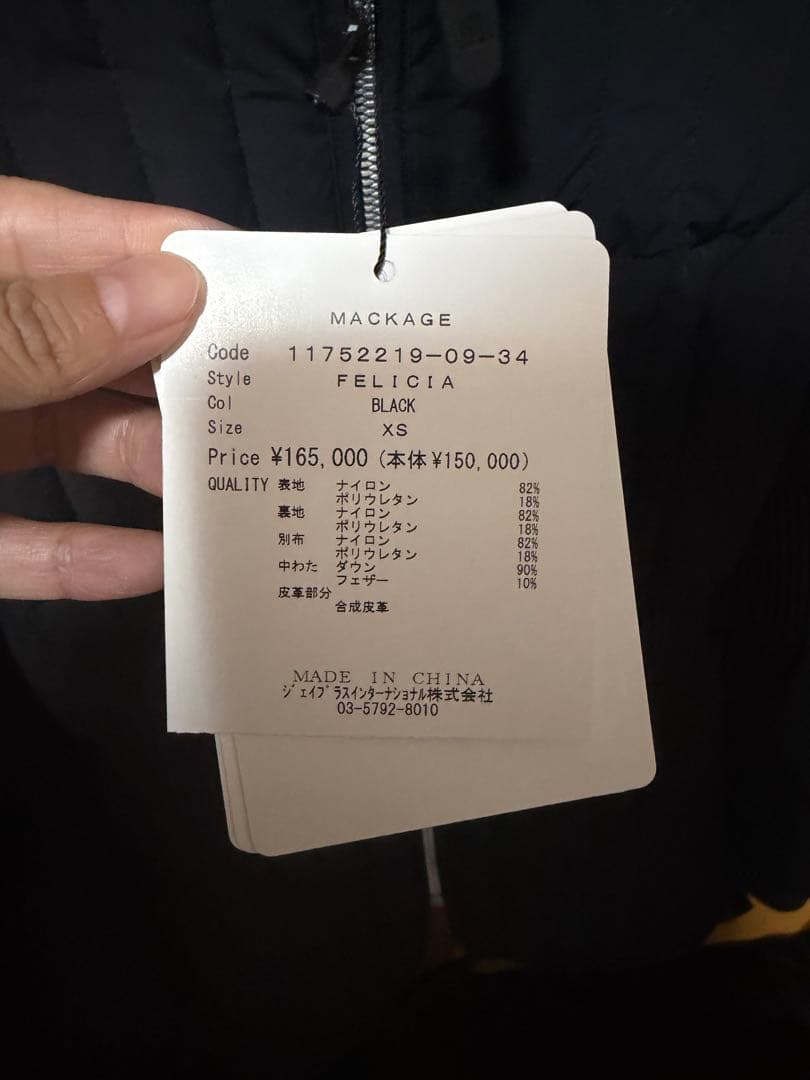 MACKAGE
Code 11752219-09-34
Style FELICIA
Col BLACK
Size XS
Price ¥165,000 (本体¥150,000)
QUALITY 表地 ナイロン 82%
ポリウレタン 18%
裏地 ナイロン 82%
ポリウレタン 18%
別布 ナイロン 82%
ポリウレタン 18%
中わた ダウン 90%
フェザー 10%
皮革部分
合成皮革
MADE IN CHINA
ジェイプラスインターナショナル株式会社
03-5792-8010